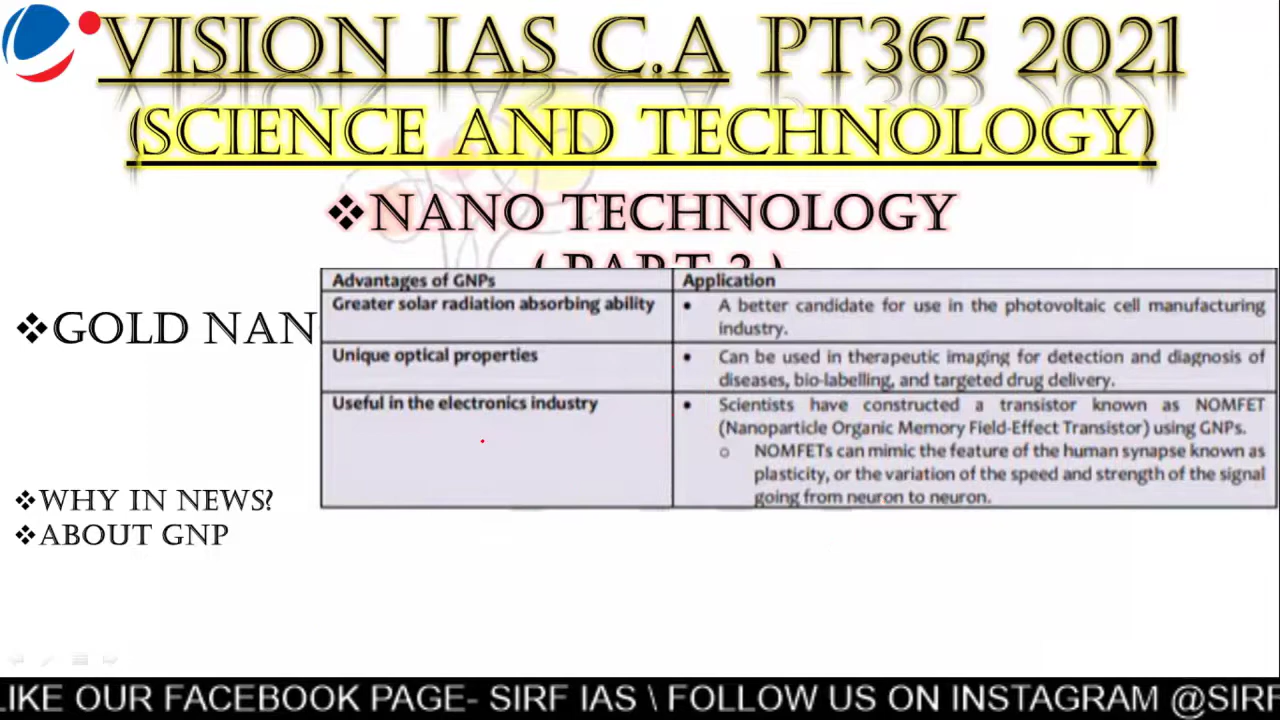 VISION IAS C.A PT365 2021
(SCIENCE AND TECHNOLOGY)
❖NANO TECHNOLOGY
❖GOLD NAN
Advantages of GNPs
Application
Greater solar radiation absorbing ability
• A better candidate for use in the photovoltaic cell manufacturing
industry.
Unique optical properties
• Can be used in therapeutic imaging for detection and diagnosis of
diseases, bio-labelling, and targeted drug delivery.
Useful in the electronics industry
• Scientists have constructed a transistor known as NOMFET
(Nanoparticle Organic Memory Field-Effect Transistor) using GNPs.
o NOMFETs can mimic the feature of the human synapse known as
plasticity, or the variation of the speed and strength of the signal
going from neuron to neuron.
❖WHY IN NEWS?
❖ABOUT GNP
IKE OUR FACEBOOK PAGE- SIRF IAS \ FOLLOW US ON INSTAGRAM @SIRF